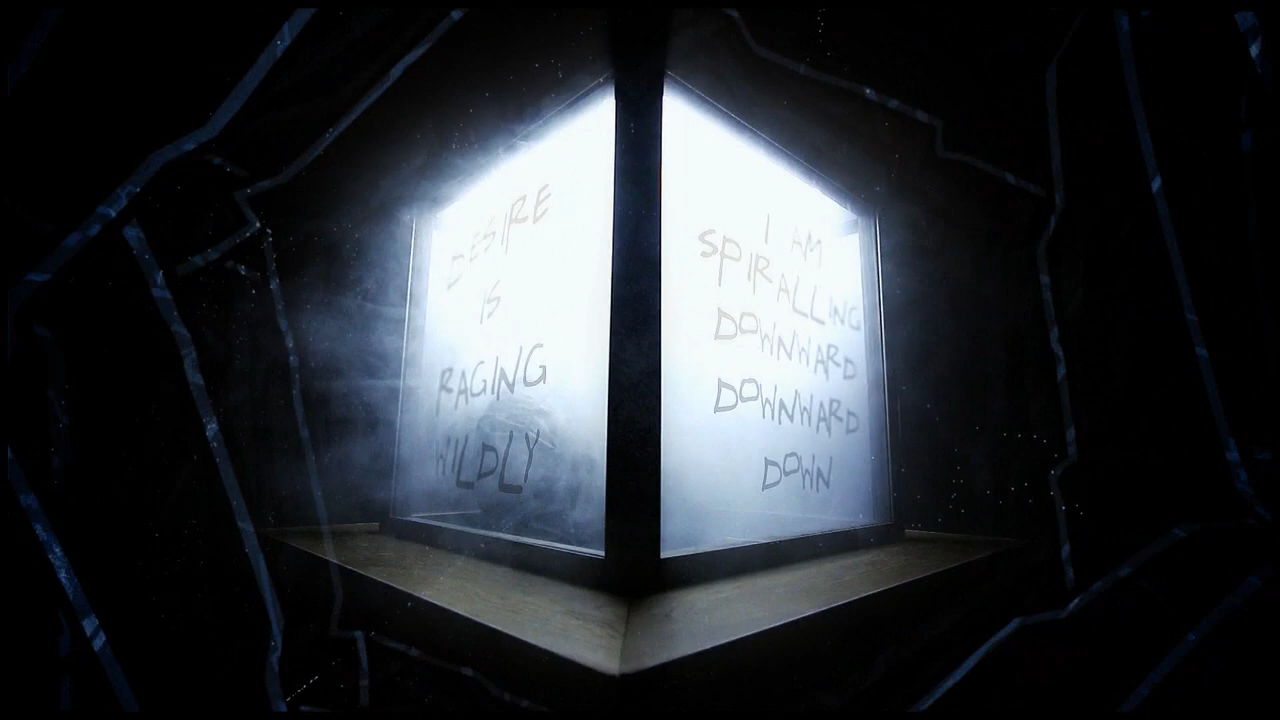 DESIRE
IS
RAGING
WILDLY
I AM
SPIRALLING
DOWNWARD
DOWNWARD
DOWN